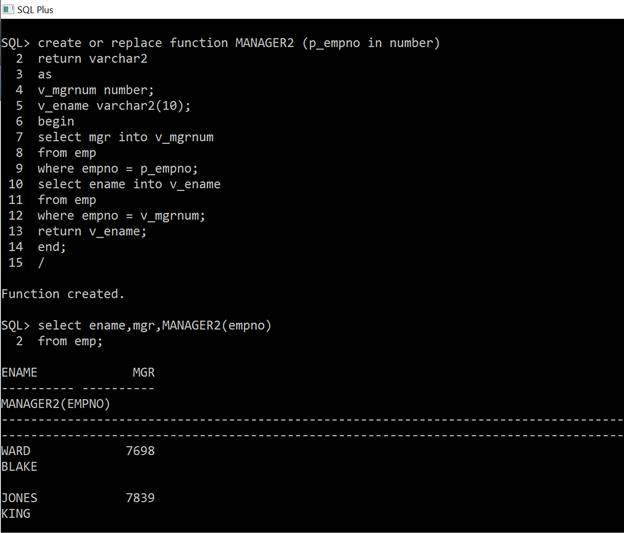 SQL Plus
SQL> create or replace function MANAGER2 (p_empno in number)
2 return varchar2
3 as
4 v_mgrnum number;
5 v_ename varchar2(10);
6 begin
7 select mgr into v_mgrnum
8 from emp
9 where empno = p_empno;
10 select ename into v_ename
11 from emp
12 where empno = v_mgrnum;
13 return v_ename;
14 end;
15 /
Function created.
SQL> select ename,mgr,MANAGER2(empno)
2 from emp;
ENAME MGR
---------- ----------
MANAGER2(EMPNO)
--------------------------------------------------------------------------------
--------------------------------------------------------------------------------
WARD 7698
BLAKE
JONES 7839
KING